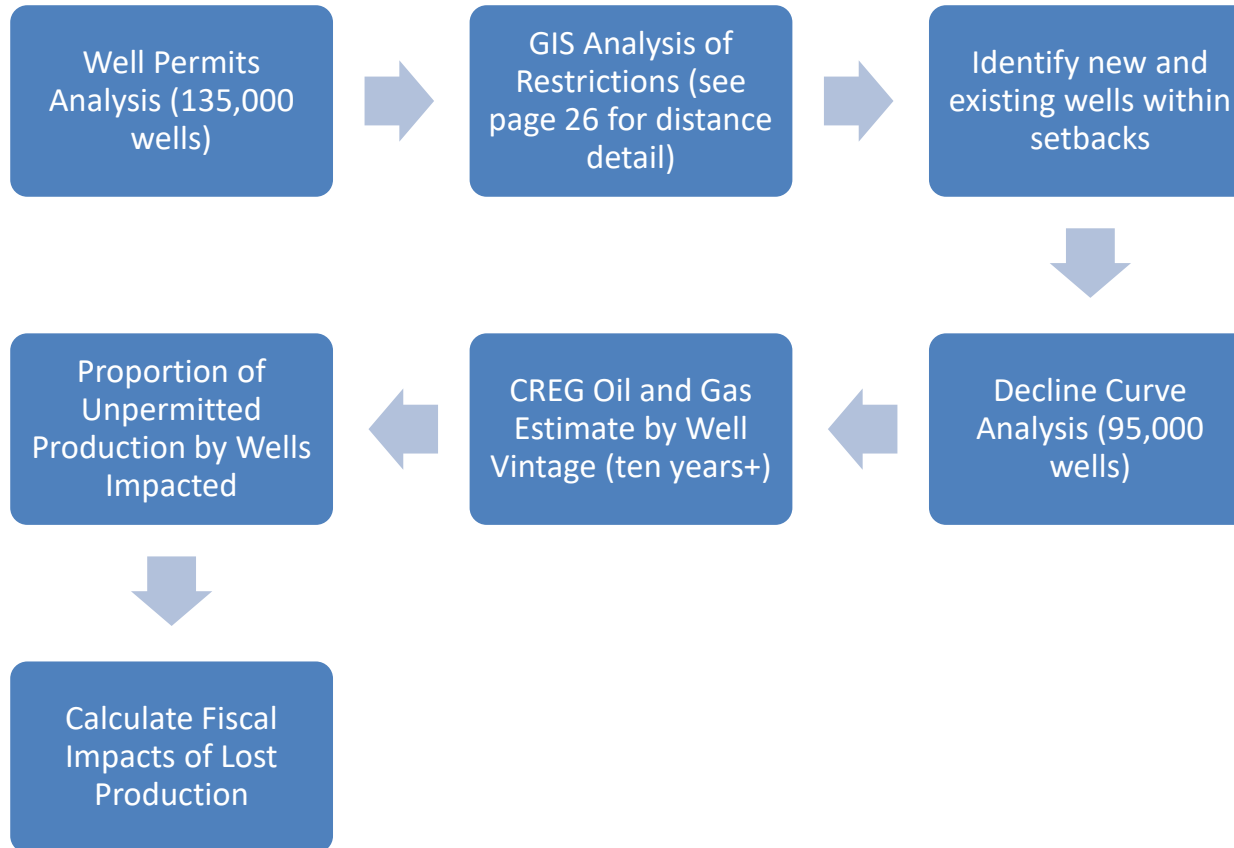 Well Permits
Analysis (135,000
wells)
GIS Analysis of
Restrictions (see
page 26 for distance
detail)
Identify new and
existing wells within
setbacks
Decline Curve
Analysis (95,000
wells)
CREG Oil and Gas
Estimate by Well
Vintage (ten years+)
Proportion of
Unpermitted
Production by Wells
Impacted
Calculate Fiscal
Impacts of Lost
Production